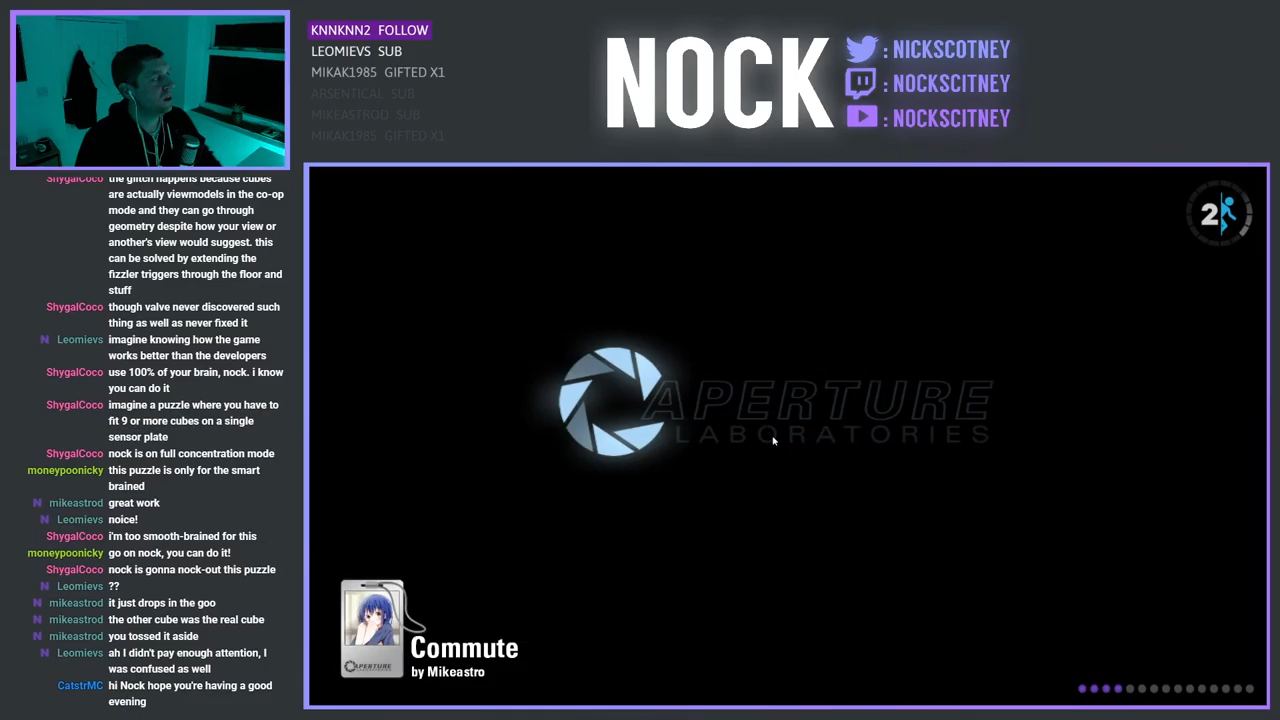 KNNKNN2 FOLLOW
LEOMIEVS SUB
MIKAK1985 GIFTED X1
ARSENTICAL SUB
MIKEASTROD SUB
MIKAK1985 GIFTED X1
NOCK
: NICKSCOTNEY
: NOCKSCITNEY
: NOCKSCITNEY
ShygalCoco the glitch happens because cubes
are actually viewmodels in the co-op
mode and they can go through
geometry despite how your view or
another's view would suggest. this
can be solved by extending the
fizzler triggers through the floor and
stuff
ShygalCoco though valve never discovered such
thing as well as never fixed it
Leomievs imagine knowing how the game
works better than the developers
ShygalCoco use 100% of your brain, nock. i know
you can do it
ShygalCoco imagine a puzzle where you have to
fit 9 or more cubes on a single
sensor plate
ShygalCoco nock is on full concentration mode
moneypoonicky this puzzle is only for the smart
brained
mikeastrod great work
Leomievs noice!
ShygalCoco i'm too smooth-brained for this
moneypoonicky go on nock, you can do it!
ShygalCoco nock is gonna nock-out this puzzle
Leomievs ??
mikeastrod it just drops in the goo
mikeastrod the other cube was the real cube
mikeastrod you tossed it aside
Leomievs ah I didn't pay enough attention, I
was confused as well
CatstrMC hi Nock hope you're having a good
evening
2
APERTURE
LABORATORIES
APERTURE
Commute
by Mikeastro